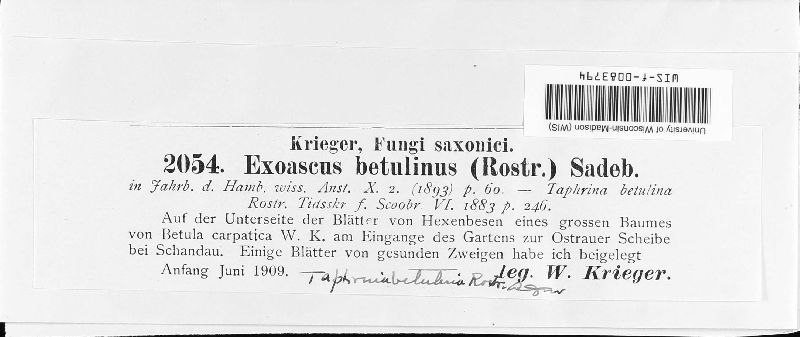 WIS-f-0083794
University of Wisconsin-Madison (WIS)
Krieger, Fungi saxonici.
2054. Exoascus betulinus (Rostr.) Sadeb.
in Jahrb. d. Hamb. wiss. Anst. X. 2. (1893) p. 60. — Taphrina betulina
Rostr. Tidsskr f. Scoobr VI. 1883 p. 246.
Auf der Unterseite der Blätter von Hexenbesen eines grossen Baumes
von Betula carpatica W. K. am Eingange des Gartens zur Ostrauer Scheibe
bei Schandau. Einige Blätter von gesunden Zweigen habe ich beigelegt
Anfang Juni 1909. leg. W. Krieger.
Taphrina betulina Rostr.